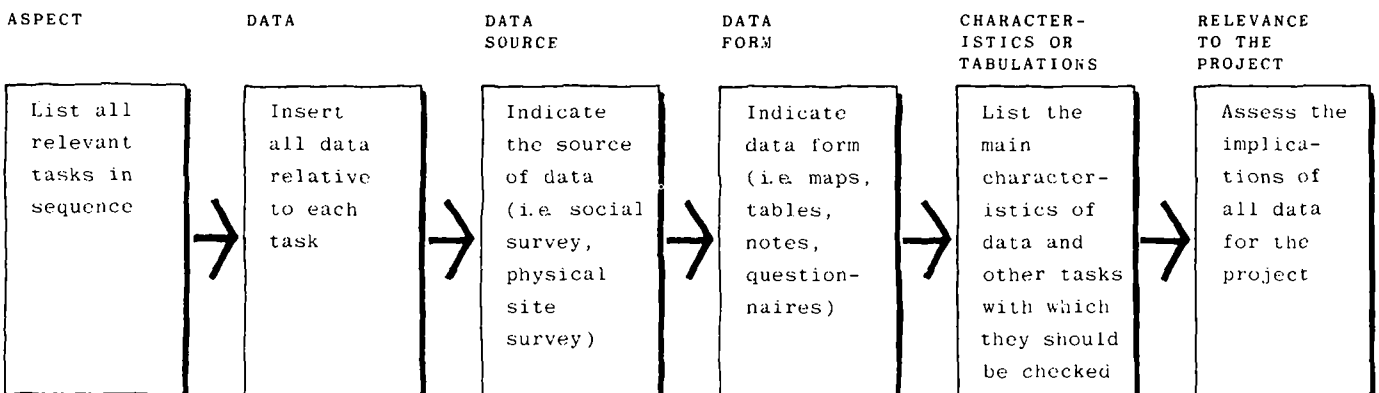 ASPECT
List all
relevant
tasks in
sequence
DATA
Insert
all data
relative
to each
task
DATA
SOURCE
Indicate
the source
of data
(i.e. social
survey,
physical
site
survey)
DATA
FORM
Indicate
data form
(i.e. maps,
tables,
notes,
question-
naires)
CHARACTER-
ISTICS OR
TABULATIONS
List the
main
character-
istics of
data and
other tasks
with which
they should
be checked
RELEVANCE
TO THE
PROJECT
Assess the
implica-
tions of
all data
for the
project